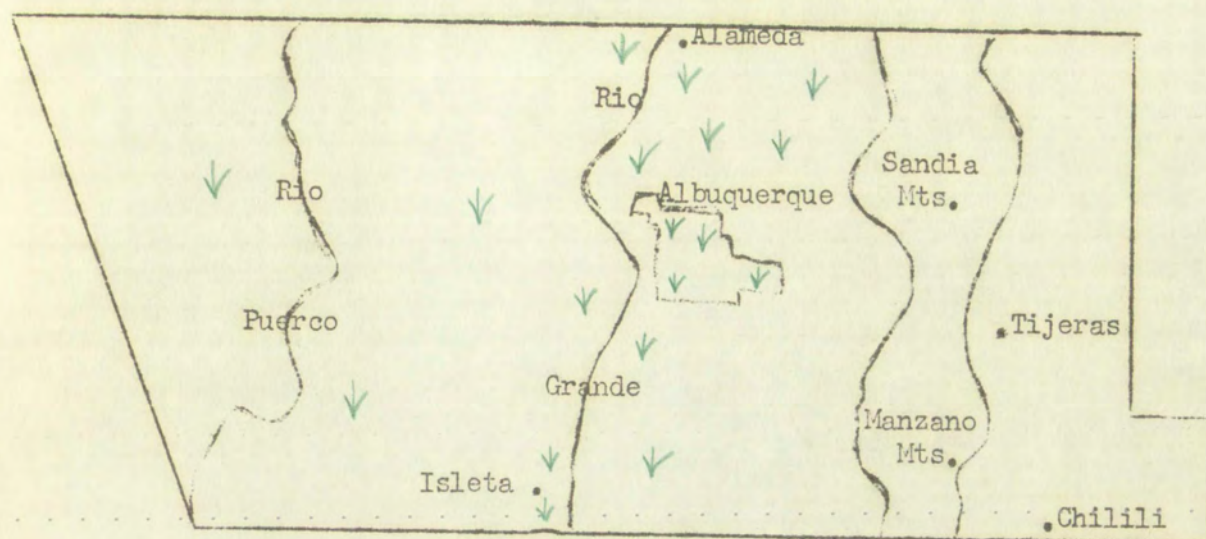 Alameda
Rio
Sandia
Mts.
Albuquerque
Rio
Puerco
Tijeras
Grande
Manzano
Mts.
Isleta
Chilili